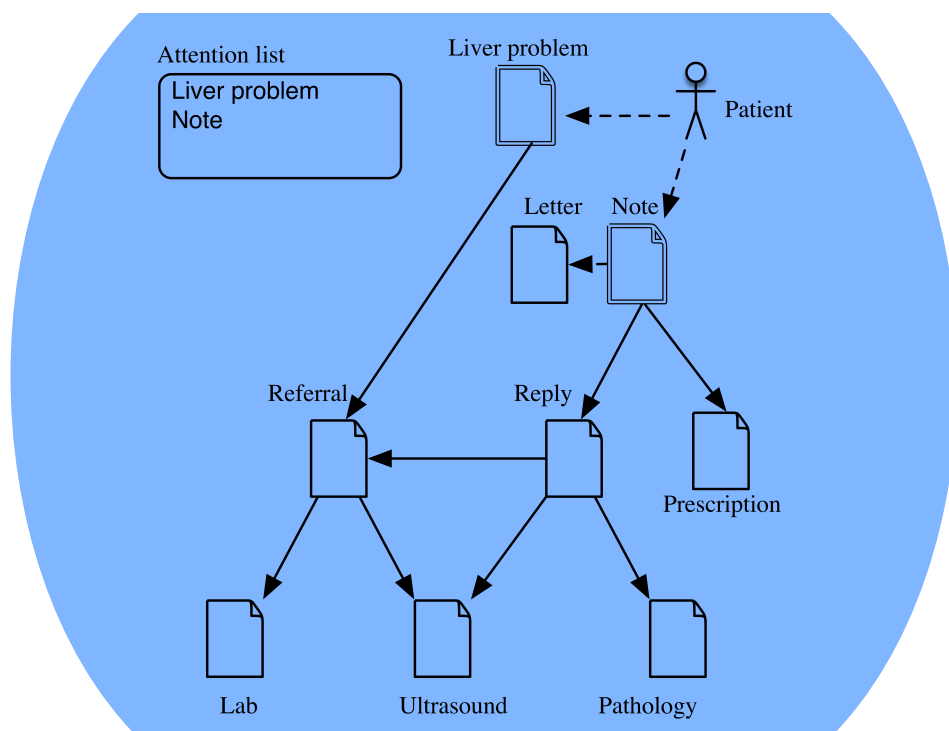 Attention list
Liver problem
Note
Liver problem
Patient
Letter
Note
Referral
Reply
Prescription
Lab
Ultrasound
Pathology